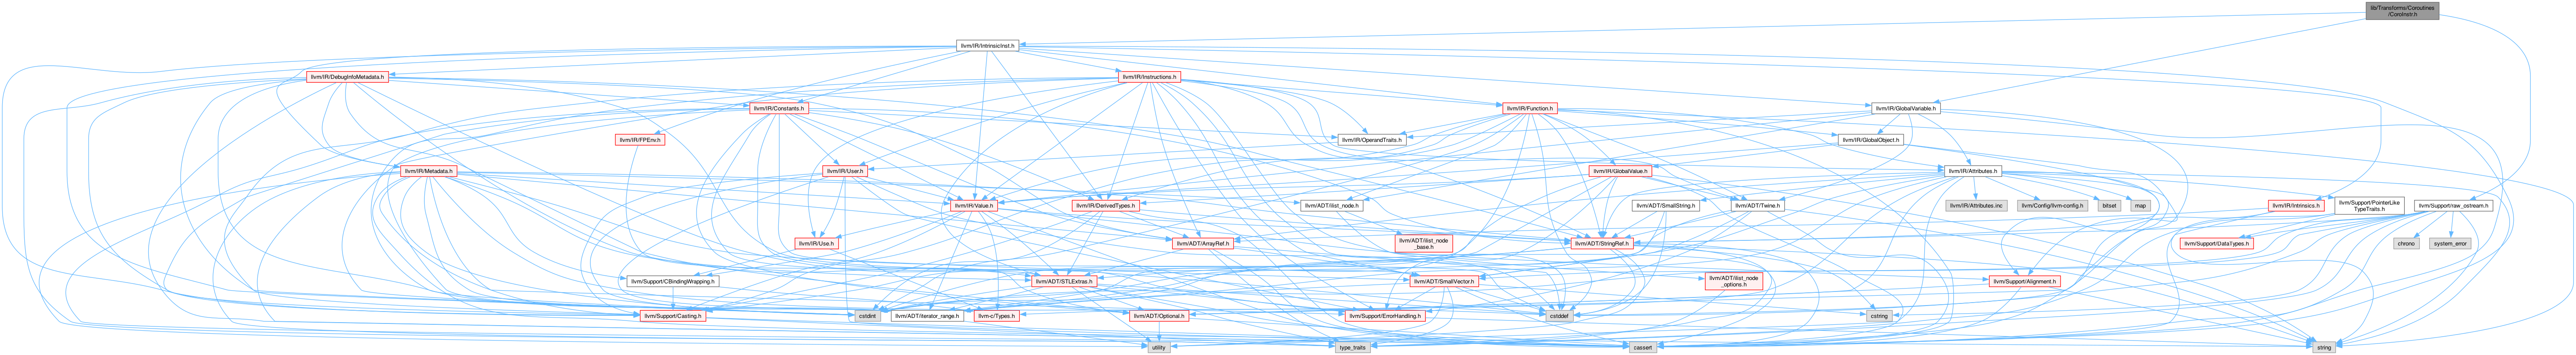 lib/Transforms/Coroutines
/CoroInstr.h
llvm/IR/IntrinsicInst.h
llvm/IR/DebugInfoMetadata.h
llvm/IR/Instructions.h
llvm/IR/Constants.h
llvm/IR/Function.h
llvm/IR/GlobalVariable.h
llvm/IR/FPEnv.h
llvm/IR/OperandTraits.h
llvm/IR/GlobalObject.h
llvm/IR/Metadata.h
llvm/IR/User.h
llvm/IR/GlobalValue.h
llvm/IR/Attributes.h
llvm/IR/Value.h
llvm/IR/DerivedTypes.h
llvm/ADT/ilist_node.h
llvm/ADT/SmallString.h
llvm/ADT/Twine.h
llvm/IR/Attributes.inc
llvm/Config/llvm-config.h
bitset
map
llvm/IR/Intrinsics.h
llvm/Support/PointerLike
TypeTraits.h
llvm/Support/raw_ostream.h
llvm/IR/Use.h
llvm/ADT/ArrayRef.h
llvm/ADT/ilist_node
_base.h
llvm/ADT/StringRef.h
llvm/Support/DataTypes.h
chrono
system_error
llvm/Support/CBindingWrapping.h
llvm/ADT/STLExtras.h
llvm/ADT/SmallVector.h
llvm/ADT/ilist_node
_options.h
llvm/Support/Alignment.h
llvm/Support/Casting.h
cstdint
llvm/ADT/iterator_range.h
llvm-c/Types.h
llvm/ADT/Optional.h
llvm/Support/ErrorHandling.h
cstddef
cstring
utility
type_traits
cassert
string